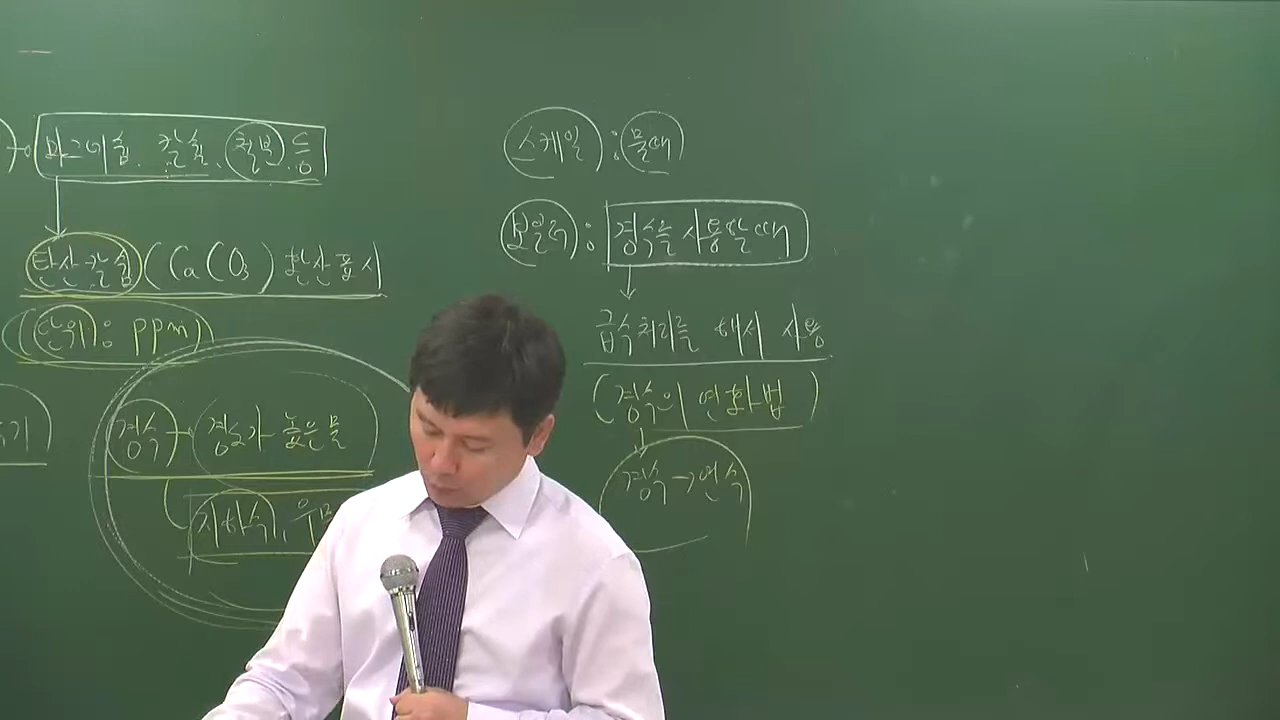 마그네슘, 칼슘, 철분 등
탄산칼슘 (CaCO₃) 환산표시
(단위: ppm)
경수 → 경도가 높은 물
(지하수, 우물
스케일 : 물때
보일러 : 경수를 사용할 때
급수처리를 해서 사용
(경수의 연화법)
경수 → 연수